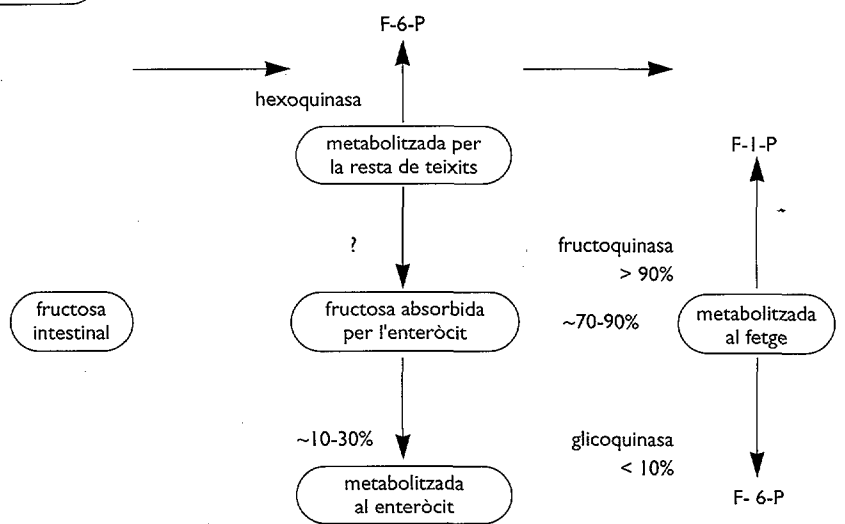 F-6-P
hexoquinasa
metabolitzada per
la resta de teixits
F-1-P
?
fructoquinasa
> 90%
fructosa
intestinal
fructosa absorbida
per l'enteròcit
~70-90%
metabolitzada
al fetge
~10-30%
glicoquinasa
< 10%
metabolitzada
al enteròcit
F- 6-P